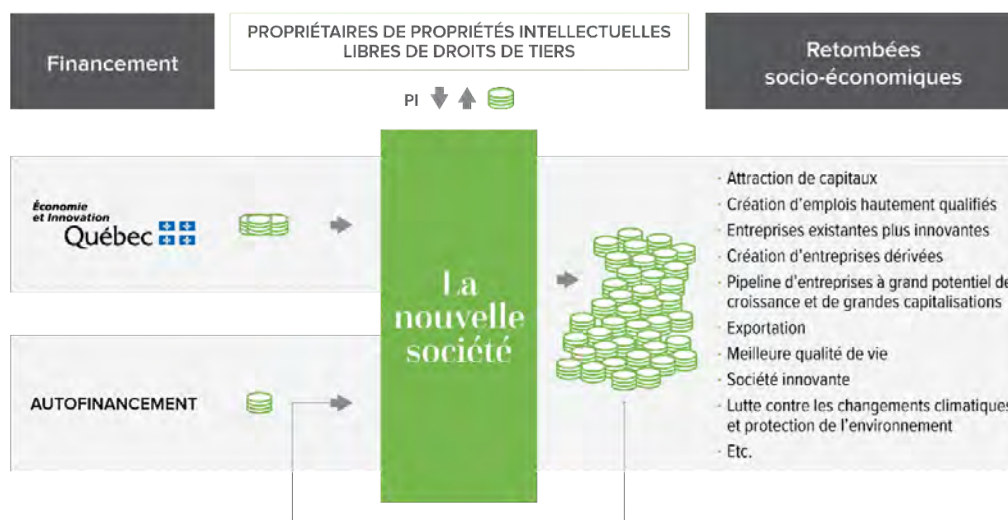 Financement
PROPRIÉTAIRES DE PROPRIÉTÉS INTELLECTUELLES
LIBRES DE DROITS DE TIERS
Retombées
socio-économiques
PI
Économie
et Innovation
Québec
AUTOFINANCEMENT
La
nouvelle
société
· Attraction de capitaux
· Création d'emplois hautement qualifiés
· Entreprises existantes plus innovantes
· Création d'entreprises dérivées
· Pipeline d'entreprises à grand potentiel de
croissance et de grandes capitalisations
· Exportation
· Meilleure qualité de vie
· Société innovante
· Lutte contre les changements climatiques
et protection de l'environnement
· Etc.